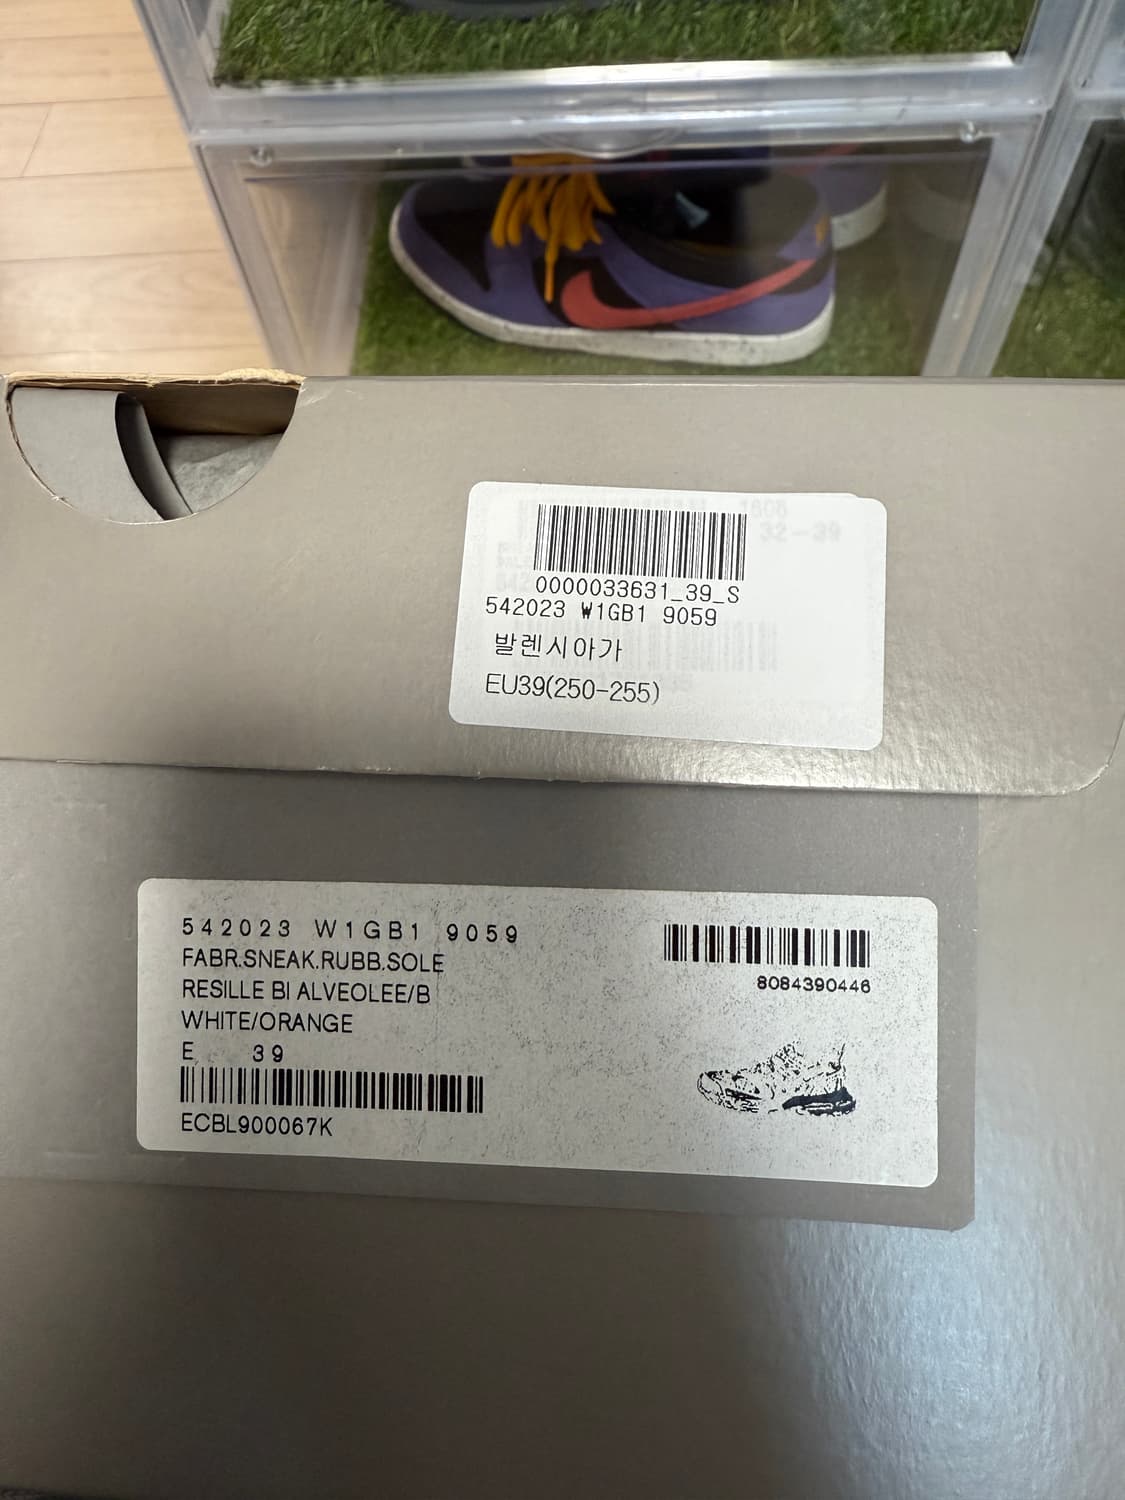 0000033631_39_S
542023 W1GB1 9059
발렌시아가
EU39(250-255)
542023 W1GB1 9059
FABR.SNEAK.RUBB.SOLE
RESILLE BI ALVEOLEE/B
WHITE/ORANGE
E 39
ECBL900067K
8084390446